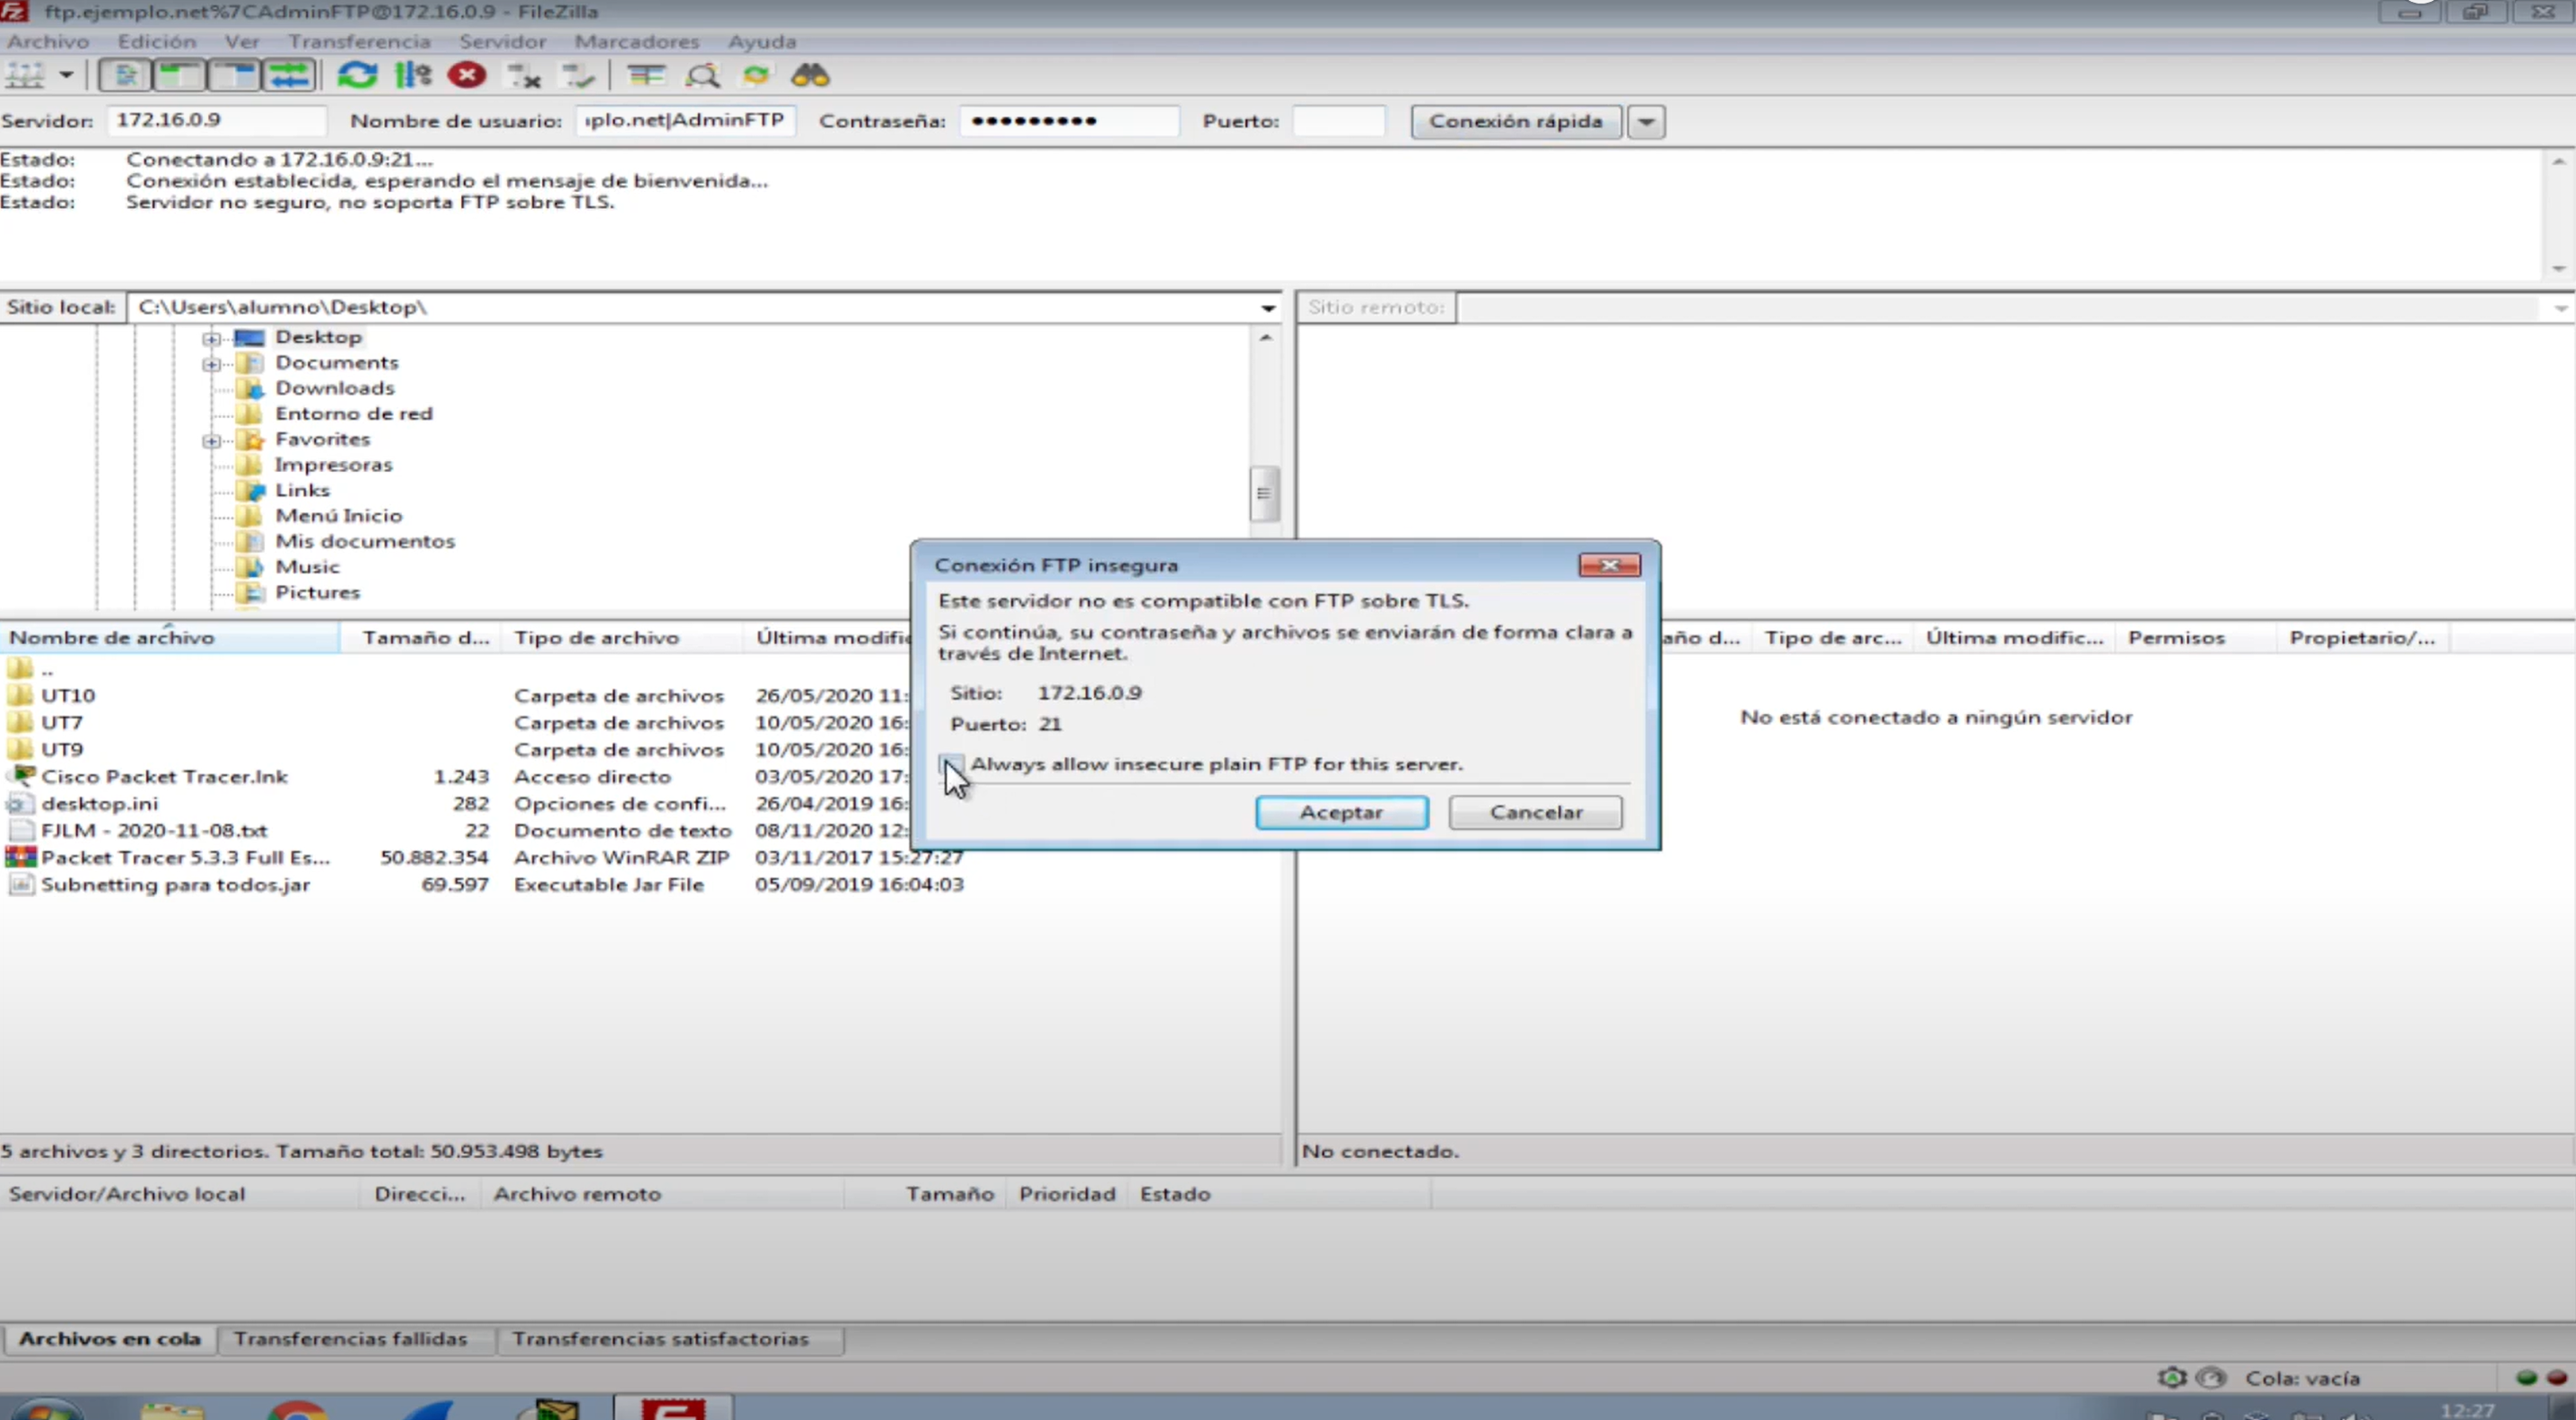 ftp.ejemplo.net%7CAdminFTP@172.16.0.9 - FileZilla
Archivo Edición Ver Transferencia Servidor Marcadores Ayuda
Servidor: 172.16.0.9 Nombre de usuario: iplo.net|AdminFTP Contraseña: ●●●●●●●●● Puerto: Conexión rápida
Estado: Conectando a 172.16.0.9:21...
Estado: Conexión establecida, esperando el mensaje de bienvenida...
Estado: Servidor no seguro, no soporta FTP sobre TLS.
Sitio local: C:\Users\alumno\Desktop\
Sitio remoto:
Desktop
Documents
Downloads
Entorno de red
Favorites
Impresoras
Links
Menú Inicio
Mis documentos
Music
Pictures
Nombre de archivo Tamaño d... Tipo de archivo Última modific
..
UT10 Carpeta de archivos 26/05/2020 11:
UT7 Carpeta de archivos 10/05/2020 16:
UT9 Carpeta de archivos 10/05/2020 16:
Cisco Packet Tracer.lnk 1.243 Acceso directo 03/05/2020 17:
desktop.ini 282 Opciones de confi... 26/04/2019 16:
FJLM - 2020-11-08.txt 22 Documento de texto 08/11/2020 12:
Packet Tracer 5.3.3 Full Es... 50.882.354 Archivo WinRAR ZIP 03/11/2017 15:27:27
Subnetting para todos.jar 69.597 Executable Jar File 05/09/2019 16:04:03
Conexión FTP insegura
Este servidor no es compatible con FTP sobre TLS.
Si continúa, su contraseña y archivos se enviarán de forma clara a
través de Internet.
Sitio: 172.16.0.9
Puerto: 21
Always allow insecure plain FTP for this server.
Aceptar Cancelar
año d... Tipo de arc... Última modific... Permisos Propietario/...
No está conectado a ningún servidor
5 archivos y 3 directorios. Tamaño total: 50.953.498 bytes
No conectado.
Servidor/Archivo local Direcci... Archivo remoto Tamaño Prioridad Estado
Archivos en cola Transferencias fallidas Transferencias satisfactorias
Cola: vacía
12:27